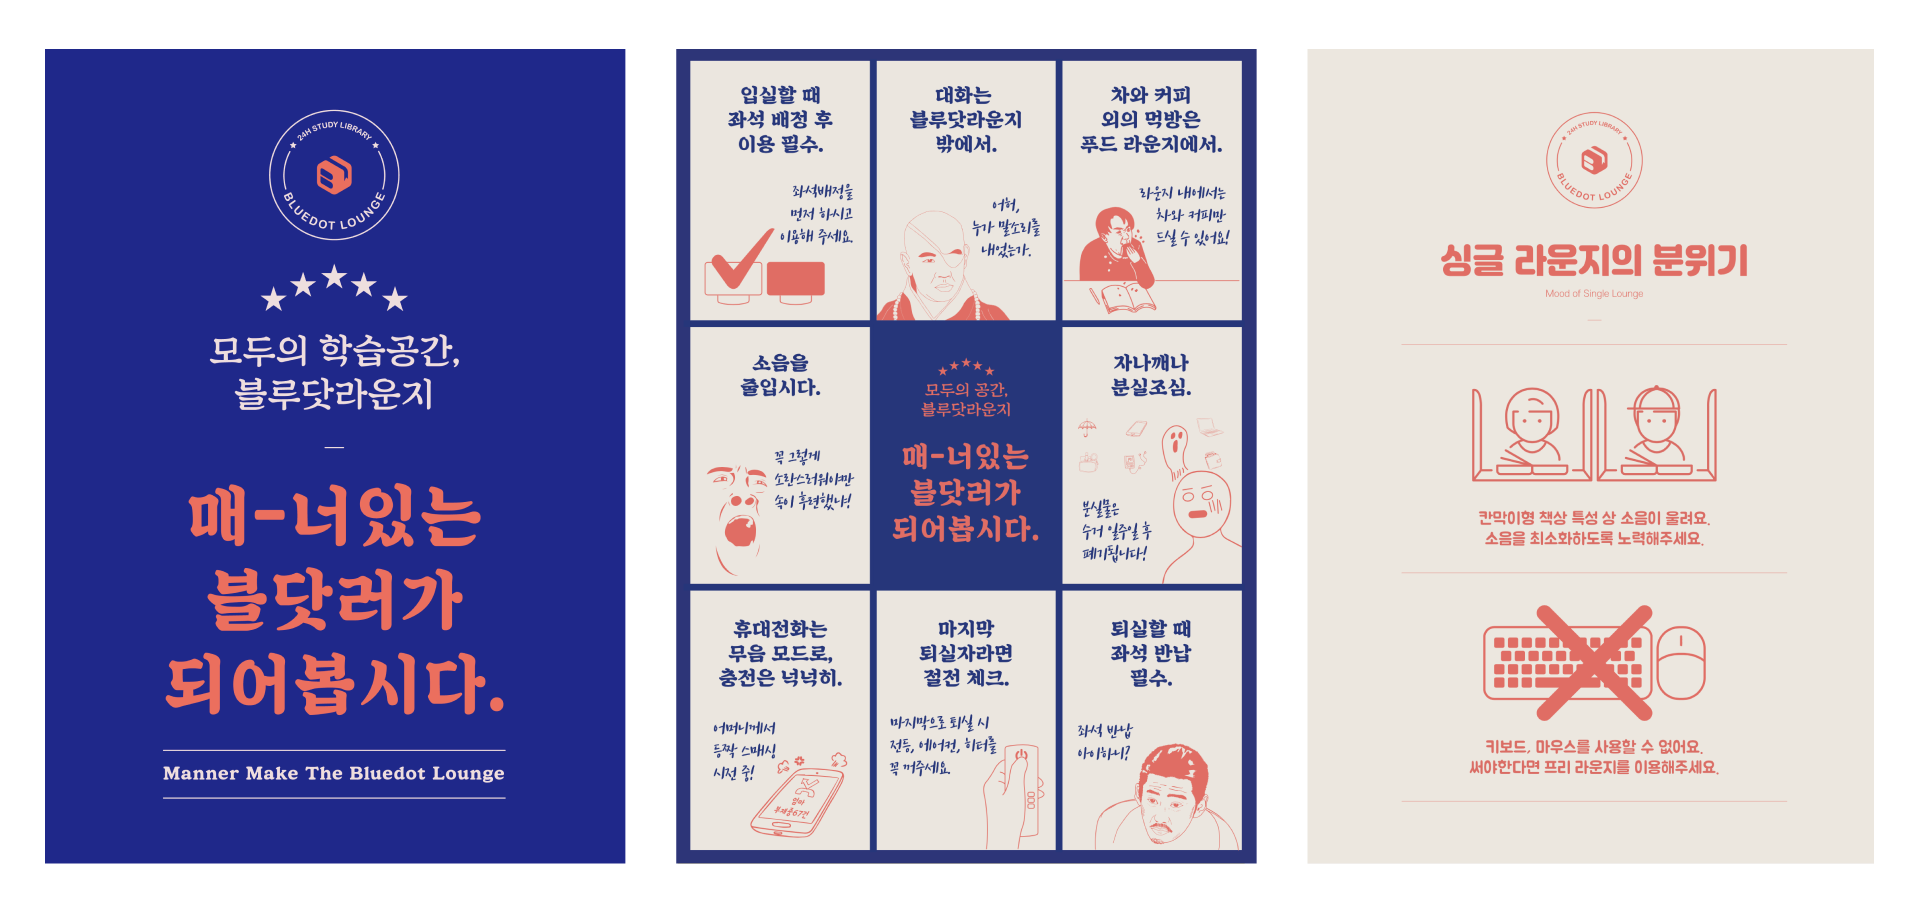 24H STUDY LIBRARY
BLUEDOT LOUNGE
모두의 학습공간,
블루닷라운지
매-너있는
블닷러가
되어봅시다.
Manner Make The Bluedot Lounge
입실할 때
좌석 배정 후
이용 필수.
좌석배정을
먼저 하시고
이용해 주세요.
대화는
블루닷라운지
밖에서.
어허,
누가 말소리를
내었는가.
차와 커피
외의 먹방은
푸드 라운지에서.
라운지 내에서는
차와 커피만
드실 수 있어요!
소음을
줄입시다.
꼭 그렇게
소란스러워야만
속이 후련했냐!
모두의 공간,
블루닷라운지
매-너있는
블닷러가
되어봅시다.
자나깨나
분실조심.
분실물은
수거 일주일 후
폐기됩니다!
휴대전화는
무음 모드로,
충전은 넉넉히.
어머니께서
등짝 스매싱
시전 중!
엄마
부재중67건
마지막
퇴실자라면
절전 체크.
마지막으로 퇴실 시
전등, 에어컨, 히터를
꼭 꺼주세요.
퇴실할 때
좌석 반납
필수.
좌석 반납
아이하니?
24H STUDY LIBRARY
BLUEDOT LOUNGE
싱글 라운지의 분위기
Mood of Single Lounge
칸막이형 책상 특성 상 소음이 울려요.
소음을 최소화하도록 노력해주세요.
키보드, 마우스를 사용할 수 없어요.
써야한다면 프리 라운지를 이용해주세요.